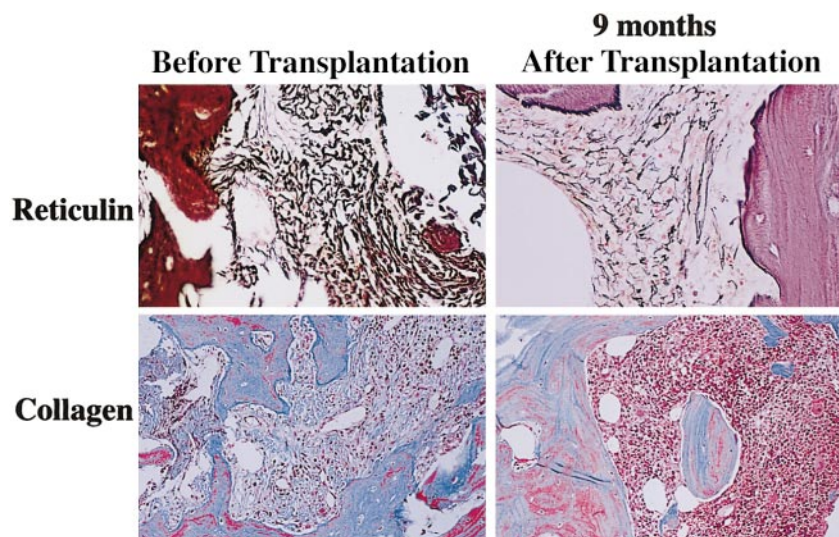 Before Transplantation
9 months
After Transplantation
Reticulin
Collagen